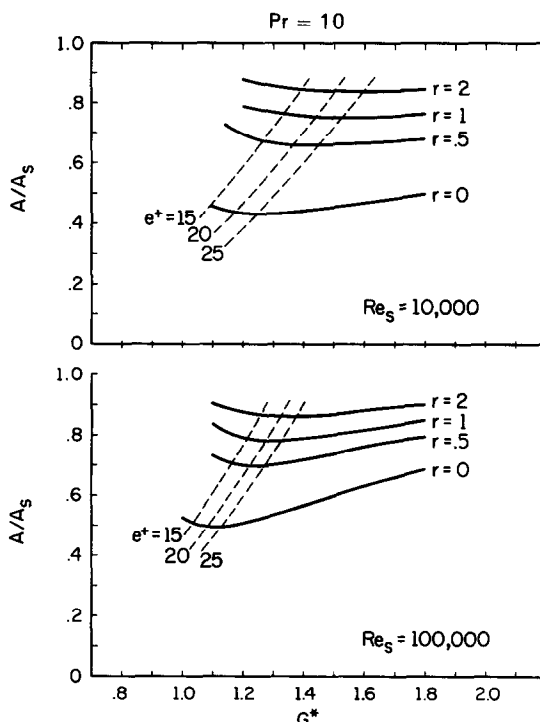 Pr = 10
1.0
.8
.6
.4
.2
0
A/A_s
r = 2
r = 1
r = .5
r = 0
e+ = 15
20
25
Re_s = 10,000
1.0
.8
.6
.4
.2
0
A/A_s
r = 2
r = 1
r = .5
r = 0
e+ = 15
20
25
Re_s = 100,000
.8 1.0 1.2 1.4 1.6 1.8 2.0
G*